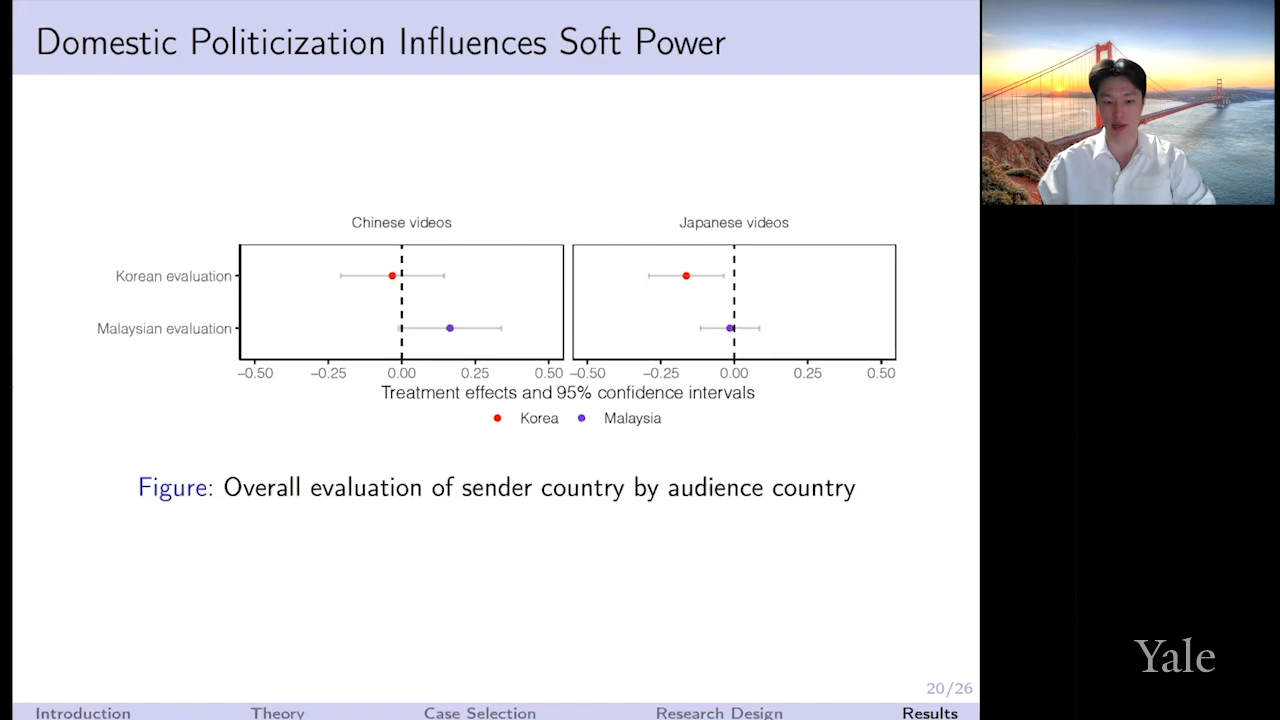 Domestic Politicization Influences Soft Power
Chinese videos
Japanese videos
Korean evaluation
Malaysian evaluation
−0.50 −0.25 0.00 0.25 0.50 −0.50 −0.25 0.00 0.25 0.50
Treatment effects and 95% confidence intervals
Korea Malaysia
Figure: Overall evaluation of sender country by audience country
Yale
20/26
Introduction Theory Case Selection Research Design Results